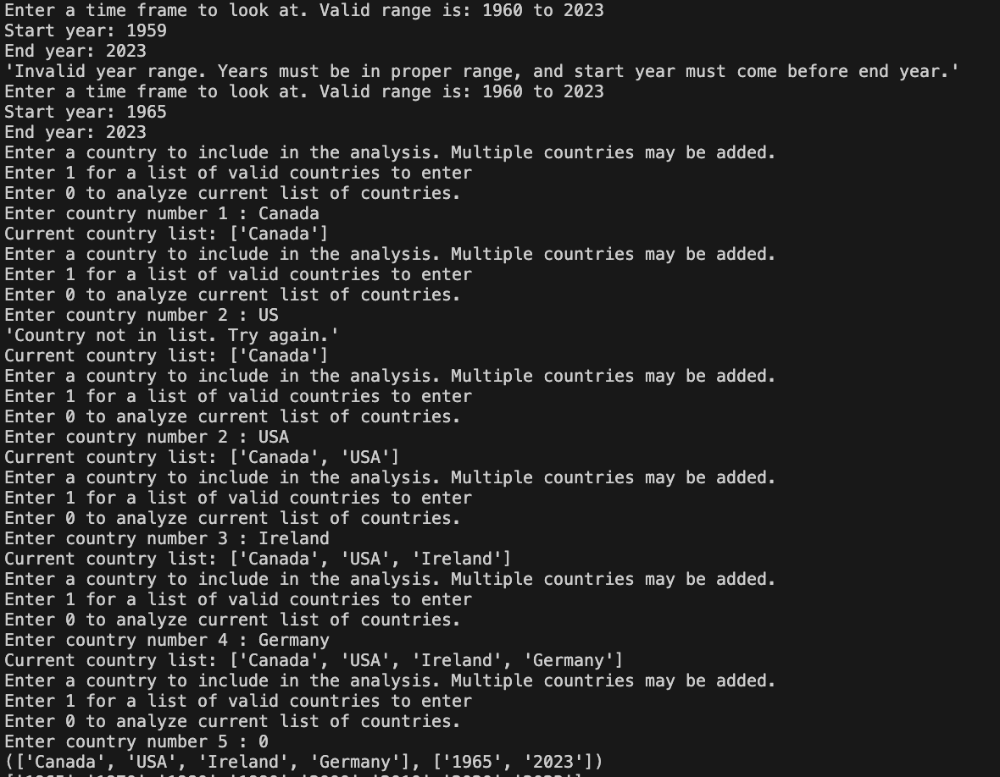 Enter a time frame to look at. Valid range is: 1960 to 2023
Start year: 1959
End year: 2023
'Invalid year range. Years must be in proper range, and start year must come before end year.'
Enter a time frame to look at. Valid range is: 1960 to 2023
Start year: 1965
End year: 2023
Enter a country to include in the analysis. Multiple countries may be added.
Enter 1 for a list of valid countries to enter
Enter 0 to analyze current list of countries.
Enter country number 1 : Canada
Current country list: ['Canada']
Enter a country to include in the analysis. Multiple countries may be added.
Enter 1 for a list of valid countries to enter
Enter 0 to analyze current list of countries.
Enter country number 2 : US
'Country not in list. Try again.'
Current country list: ['Canada']
Enter a country to include in the analysis. Multiple countries may be added.
Enter 1 for a list of valid countries to enter
Enter 0 to analyze current list of countries.
Enter country number 2 : USA
Current country list: ['Canada', 'USA']
Enter a country to include in the analysis. Multiple countries may be added.
Enter 1 for a list of valid countries to enter
Enter 0 to analyze current list of countries.
Enter country number 3 : Ireland
Current country list: ['Canada', 'USA', 'Ireland']
Enter a country to include in the analysis. Multiple countries may be added.
Enter 1 for a list of valid countries to enter
Enter 0 to analyze current list of countries.
Enter country number 4 : Germany
Current country list: ['Canada', 'USA', 'Ireland', 'Germany']
Enter a country to include in the analysis. Multiple countries may be added.
Enter 1 for a list of valid countries to enter
Enter 0 to analyze current list of countries.
Enter country number 5 : 0
(['Canada', 'USA', 'Ireland', 'Germany'], ['1965', '2023'])